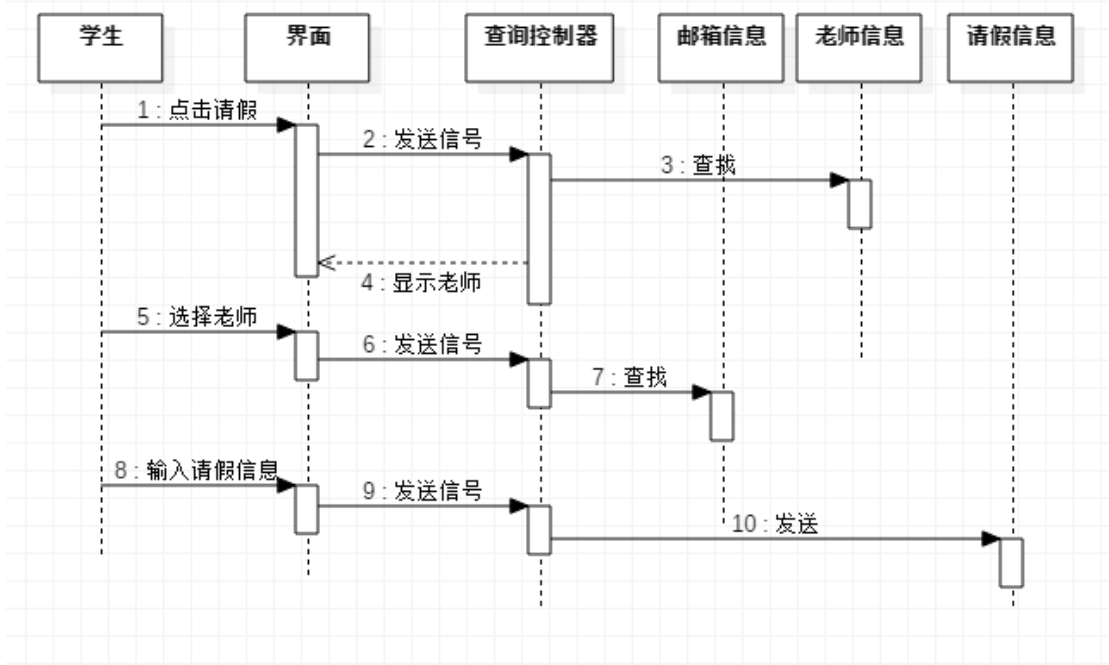 学生 界面 查询控制器 邮箱信息 老师信息 请假信息
1 : 点击请假
2 : 发送信号
3 : 查找
4 : 显示老师
5 : 选择老师
6 : 发送信号
7 : 查找
8 : 输入请假信息
9 : 发送信号
10 : 发送